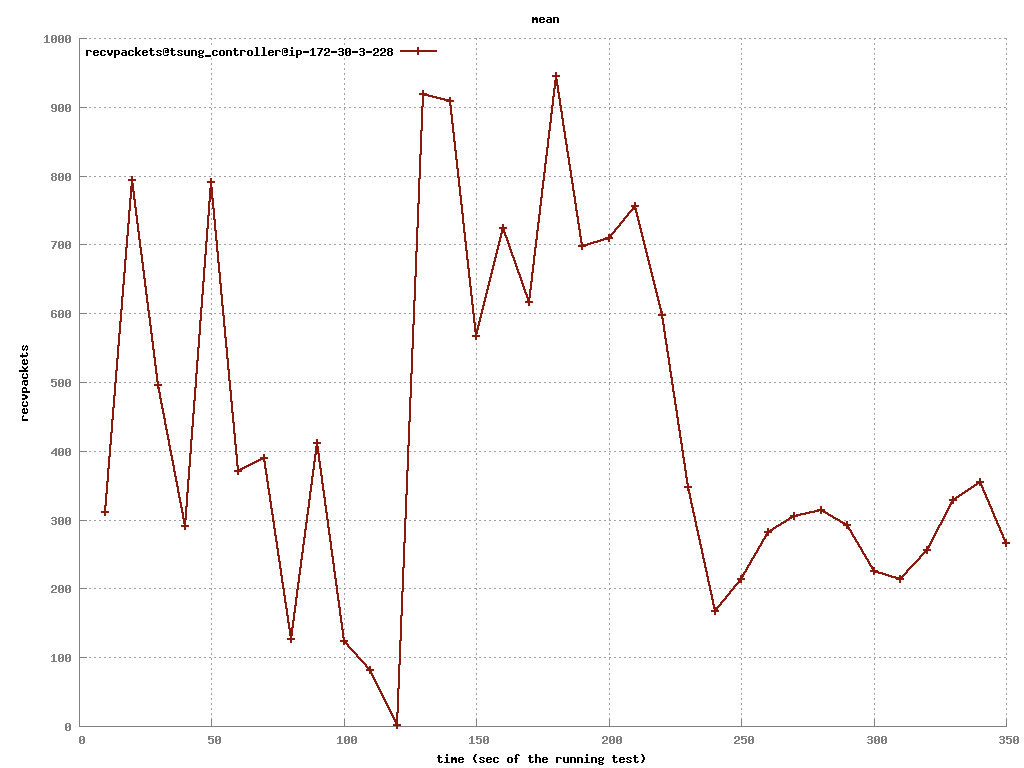 mean
recvpackets@tsung_controller@ip-172-30-3-228
1000
900
800
700
600
500
400
300
200
100
0
recvpackets
0 50 100 150 200 250 300 350
time (sec of the running test)